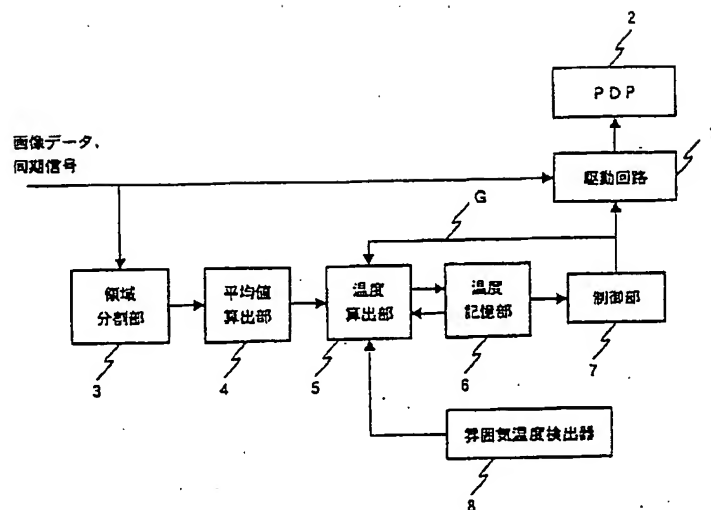 2
PDP
画像データ、
同期信号
駆動回路
G
領域
分割部
平均値
算出部
温度
算出部
温度
記憶部
制御部
3
4
5
6
7
雰囲気温度検出器
8